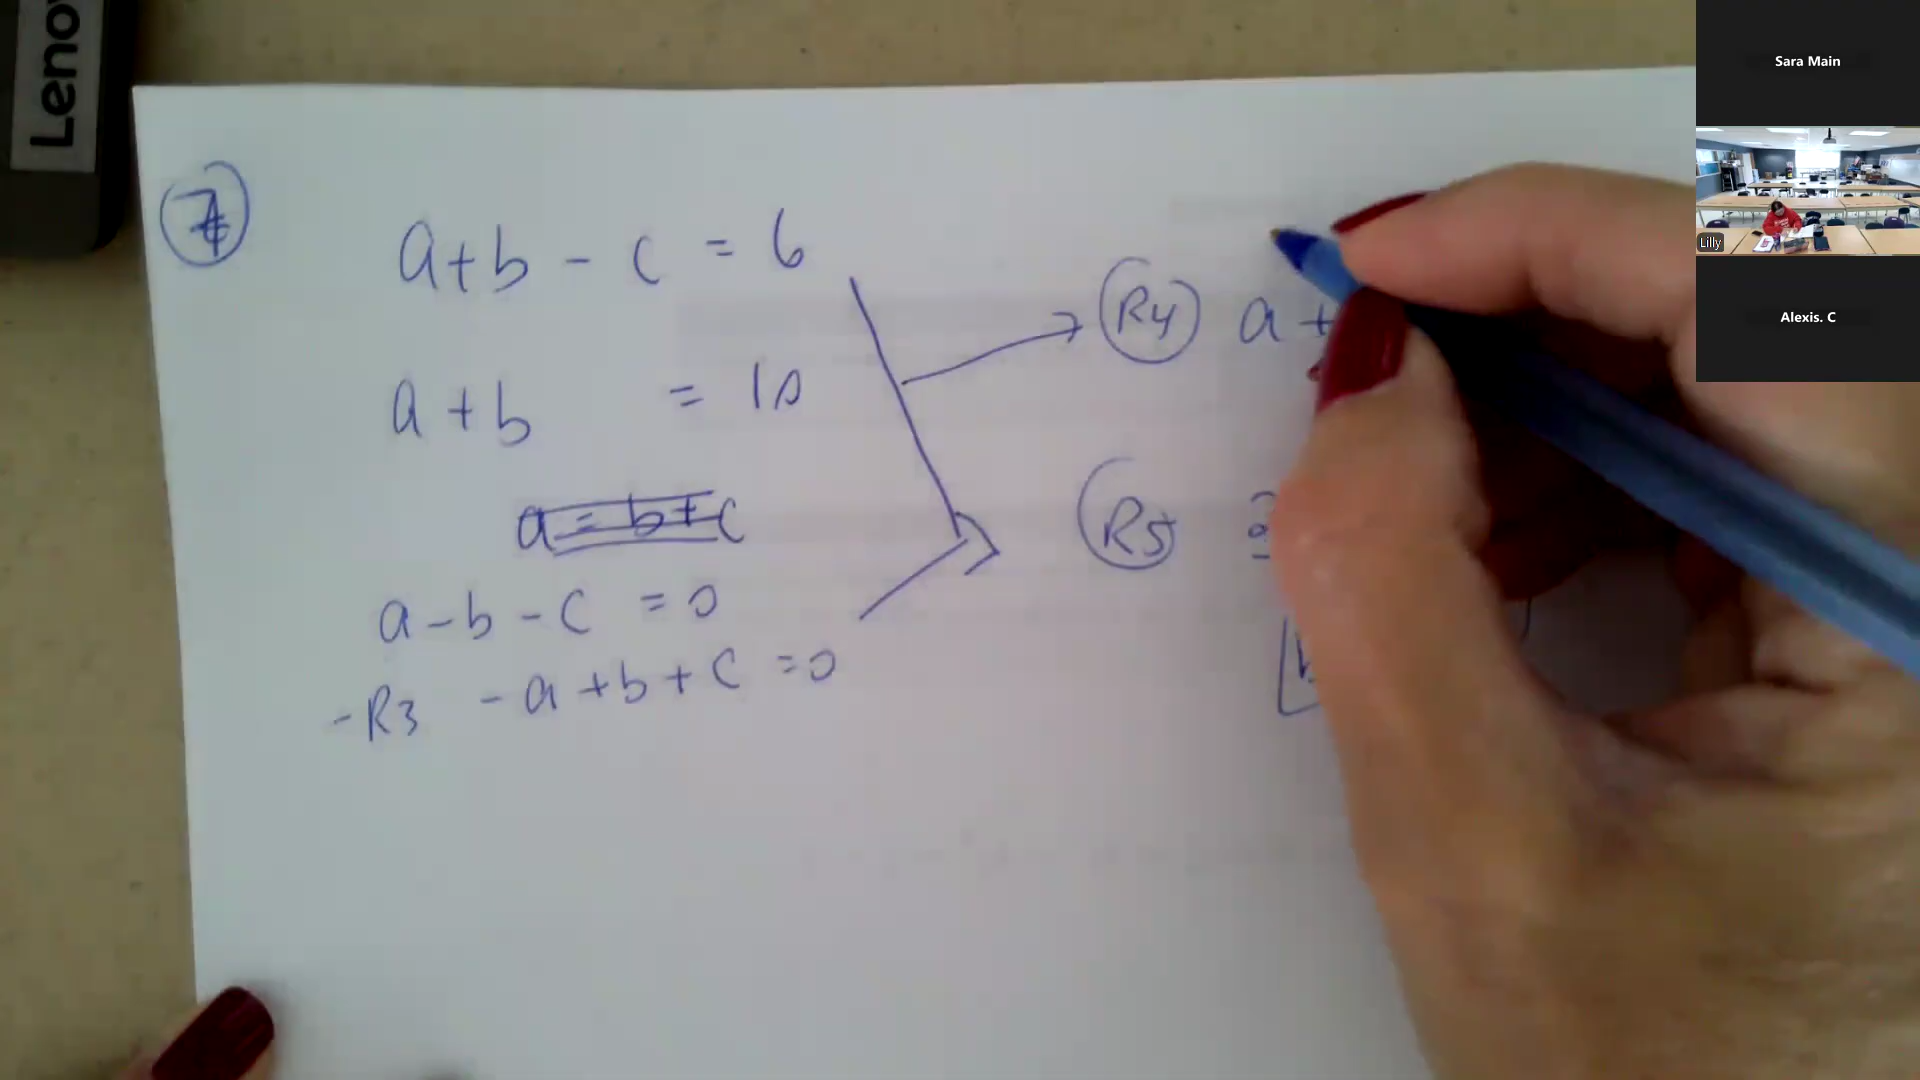 Leno
7
a+b - c = 6
a + b = 10
a = b + c
a - b - c = 0
- R3 - a + b + c = 0
R4 a +
R5
Sara Main
Lilly
Alexis. C